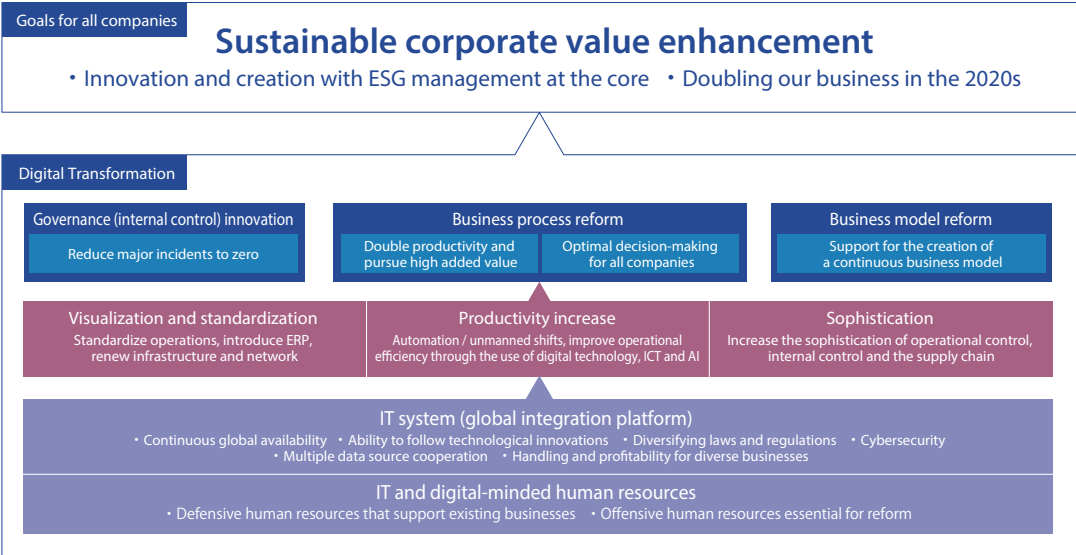 Goals for all companies
Sustainable corporate value enhancement
・Innovation and creation with ESG management at the core ・Doubling our business in the 2020s
Digital Transformation
Governance (internal control) innovation
Reduce major incidents to zero
Business process reform
Double productivity and
pursue high added value
Optimal decision-making
for all companies
Business model reform
Support for the creation of
a continuous business model
Visualization and standardization
Standardize operations, introduce ERP,
renew infrastructure and network
Productivity increase
Automation / unmanned shifts, improve operational
efficiency through the use of digital technology, ICT and AI
Sophistication
Increase the sophistication of operational control,
internal control and the supply chain
IT system (global integration platform)
・Continuous global availability ・Ability to follow technological innovations ・Diversifying laws and regulations ・Cybersecurity
・Multiple data source cooperation ・Handling and profitability for diverse businesses
IT and digital-minded human resources
・Defensive human resources that support existing businesses ・Offensive human resources essential for reform